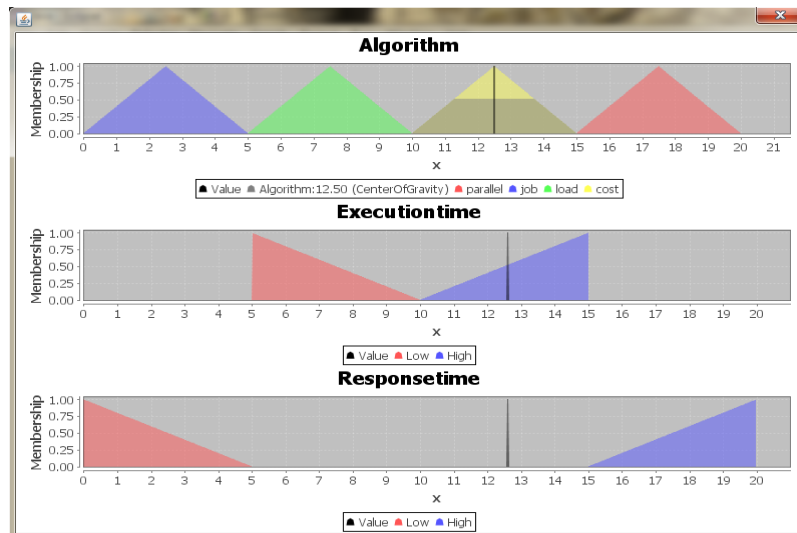 Algorithm
Membership
1.00
0.75
0.50
0.25
0.00
0 1 2 3 4 5 6 7 8 9 10 11 12 13 14 15 16 17 18 19 20 21
x
Value Algorithm:12.50 (CenterOfGravity) parallel job load cost
Executiontime
Membership
1.00
0.75
0.50
0.25
0.00
0 1 2 3 4 5 6 7 8 9 10 11 12 13 14 15 16 17 18 19 20
x
Value Low High
Responsetime
Membership
1.00
0.75
0.50
0.25
0.00
0 1 2 3 4 5 6 7 8 9 10 11 12 13 14 15 16 17 18 19 20
x
Value Low High